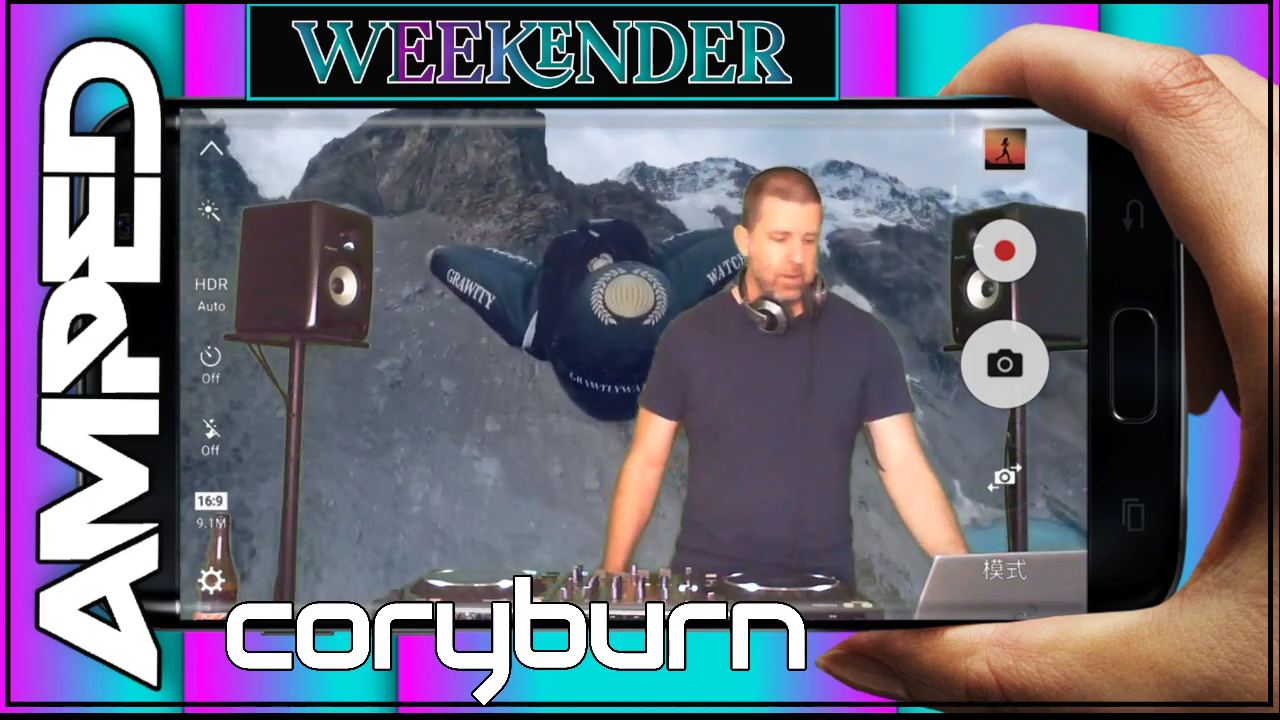 WEEKENDER
AMPED
HDR
Auto
Off
Off
16:9
9.1M
GRAWITY
WATCH
GRAWITYWA
模式
coryburn